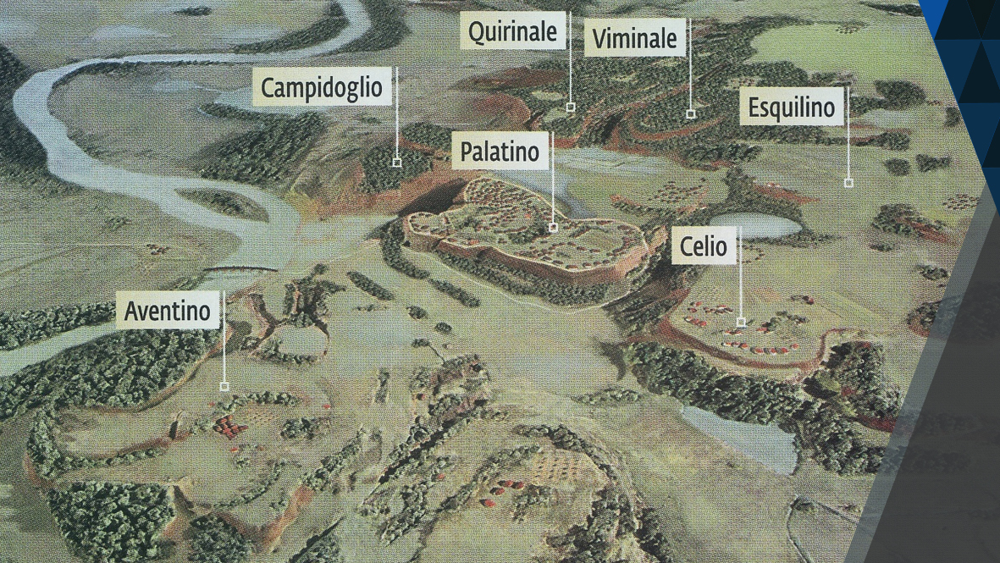 Quirinale
Viminale
Campidoglio
Esquilino
Palatino
Celio
Aventino